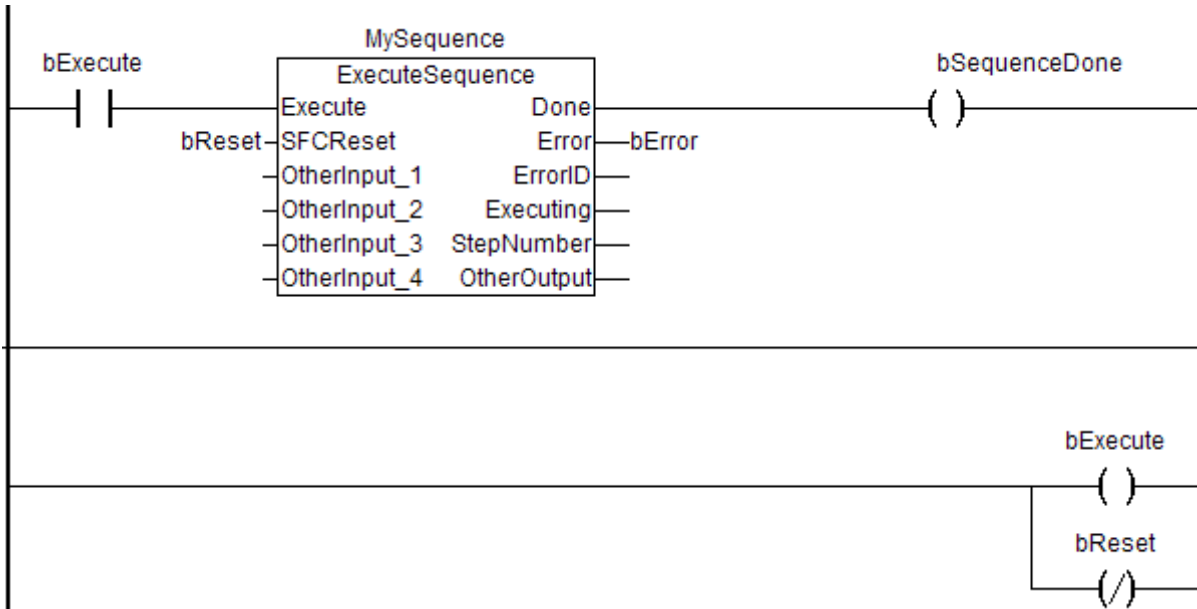 MySequence
bExecute
bSequenceDone
ExecuteSequence
Execute Done
bReset SFCReset Error bError
OtherInput_1 ErrorID
OtherInput_2 Executing
OtherInput_3 StepNumber
OtherInput_4 OtherOutput
bExecute
bReset